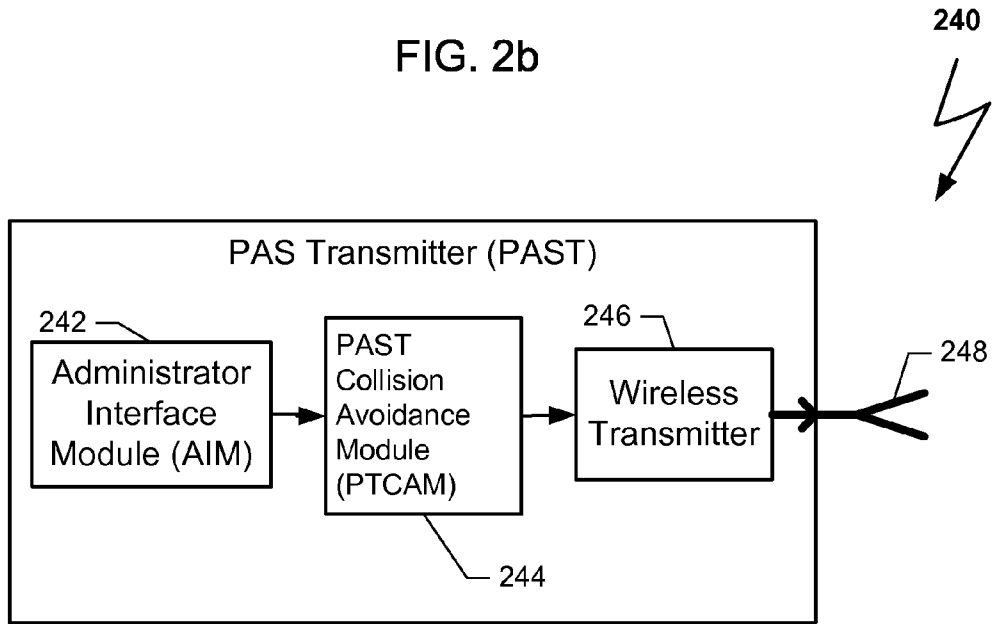 240
FIG. 2b
PAS Transmitter (PAST)
242
Administrator
Interface
Module (AIM)
PAST
Collision
Avoidance
Module
(PTCAM)
244
246
Wireless
Transmitter
248